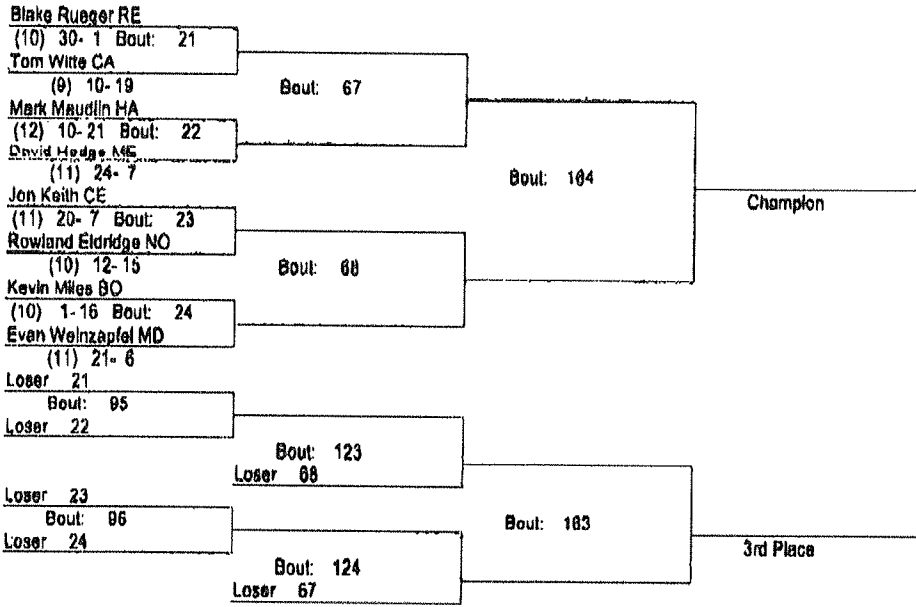 Blake Rueger RE
(10) 30- 1 Bout: 21
Tom Witte CA
(9) 10-19
Bout: 67
Mark Maudlin HA
(12) 10-21 Bout: 22
David Hedge ME
(11) 24- 7
Bout: 164
Champion
Jon Keith CE
(11) 20- 7 Bout: 23
Rowland Eldridge NO
(10) 12-15
Bout: 68
Kevin Miles BO
(10) 1-16 Bout: 24
Evan Weinzapfel MD
(11) 21- 6
Loser 21
Bout: 95
Loser 22
Bout: 123
Loser 68
Loser 23
Bout: 96
Loser 24
Bout: 163
3rd Place
Bout: 124
Loser 67